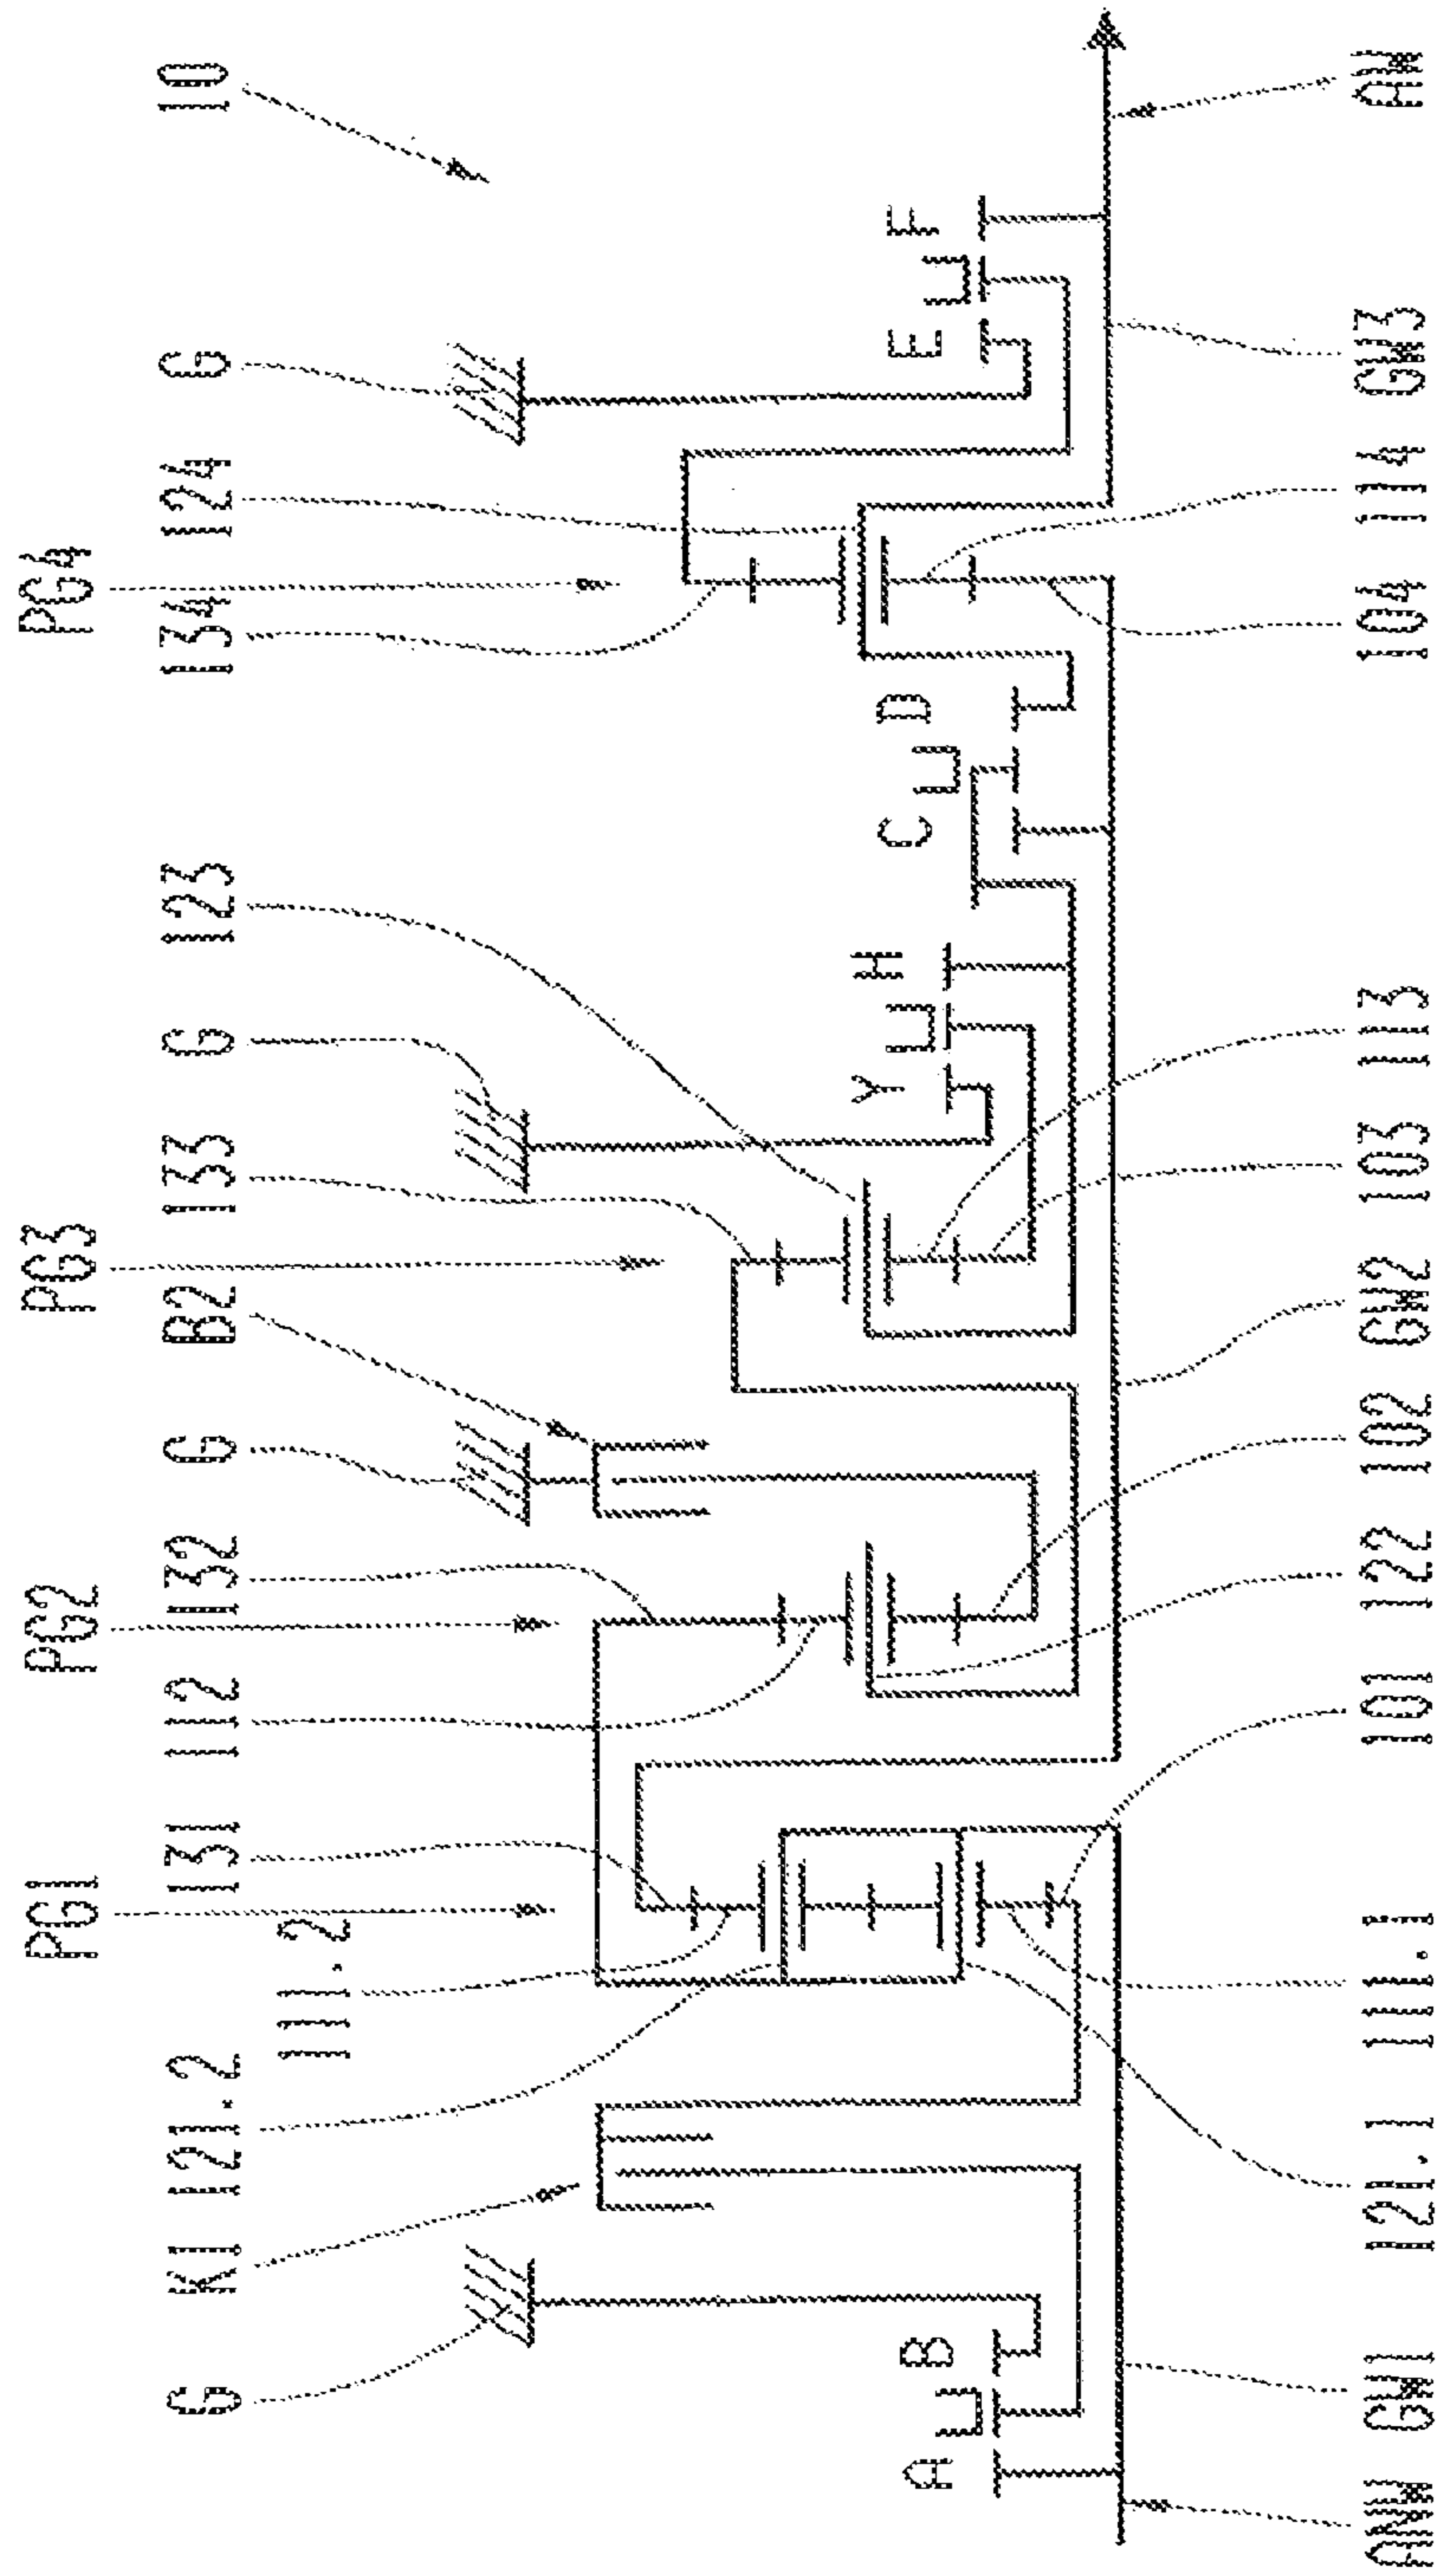 PG1 PG2 PG3 PG4
G K1 121.2 131 112 132 G B2 133 G 123 134 124 G 10
111.2
Y H
C D
E F
A B
ANW GW1 121.1 111.1 101 122 102 GW2 103 113 104 114 GW3 AW